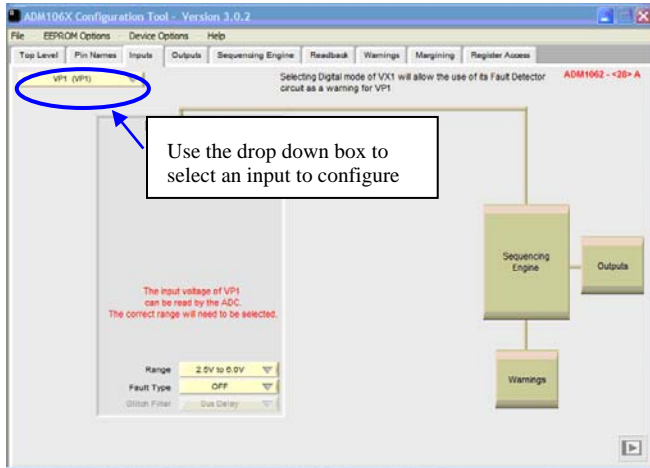 ADM106X Configuration Tool - Version 3.0.2
File EEPROM Options Device Options Help
Top Level Pin Names Inputs Outputs Sequencing Engine Readback Warnings Margining Register Access
VP1 (VP1)
Selecting Digital mode of VX1 will allow the use of its Fault Detector
circuit as a warning for VP1
ADM1062 - <28> A
Use the drop down box to
select an input to configure
Sequencing
Engine
Outputs
The input voltage of VP1
can be read by the ADC.
The correct range will need to be selected.
Range 2.5V to 6.0V
Fault Type OFF
Glitch Filter 0us Delay
Warnings